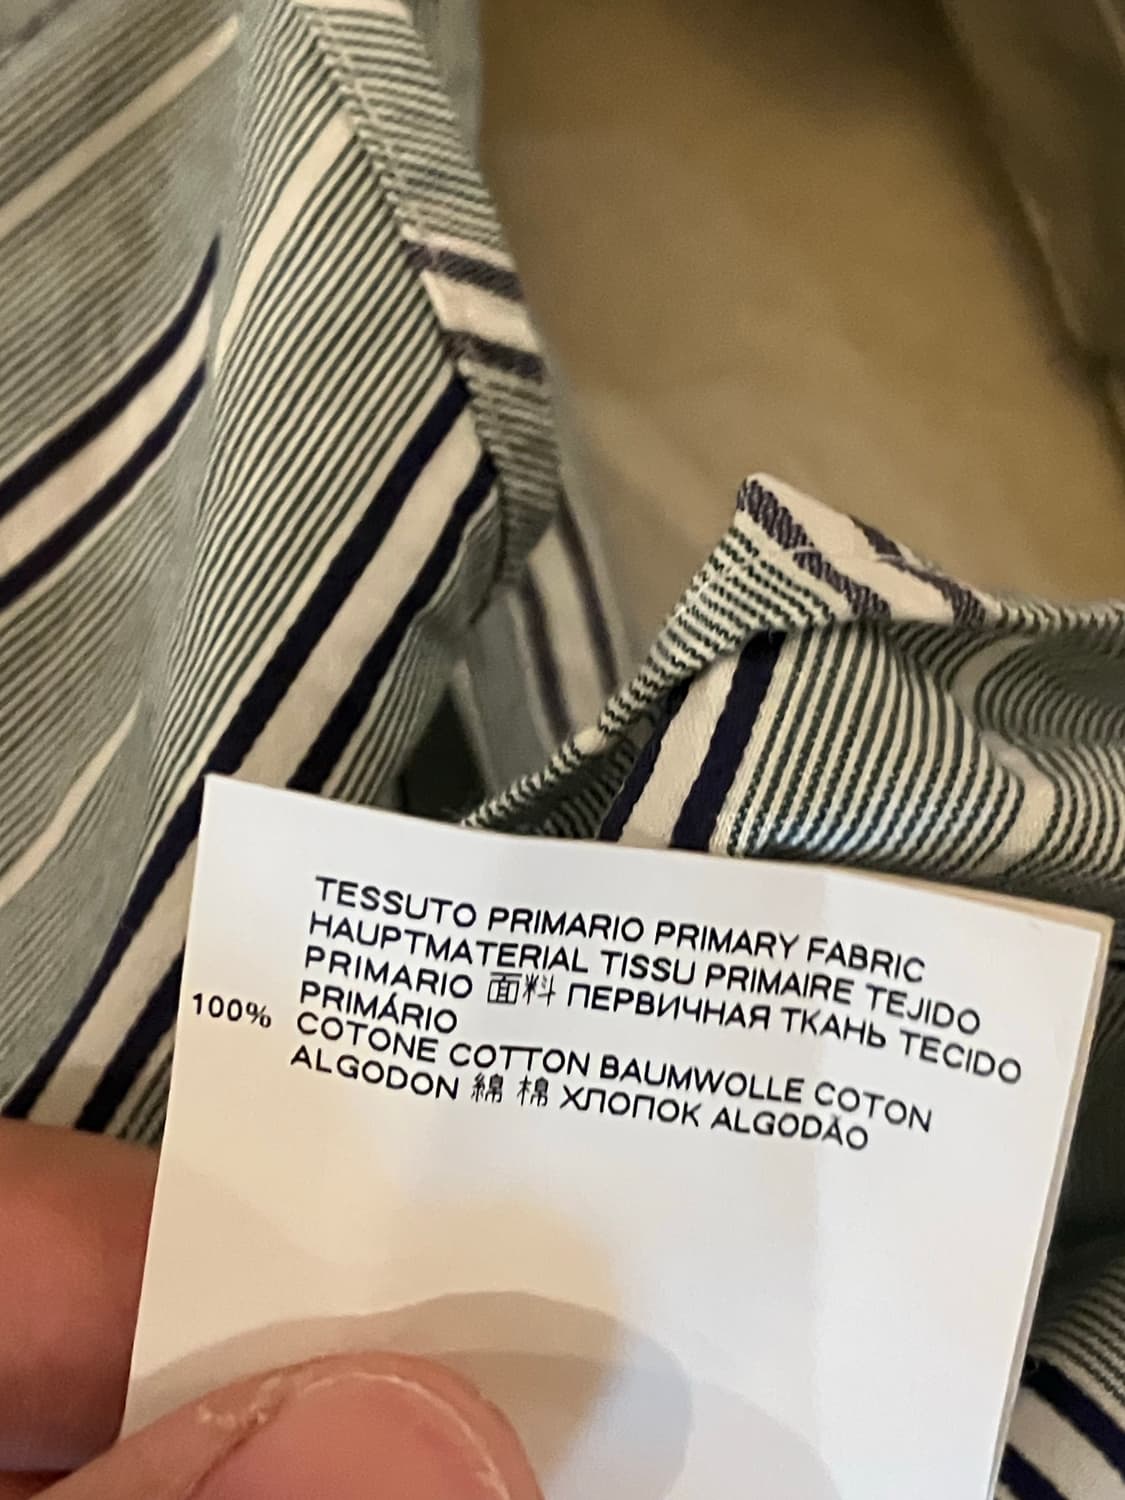 TESSUTO PRIMARIO PRIMARY FABRIC
HAUPTMATERIAL TISSU PRIMAIRE TEJIDO
PRIMARIO 面料 ПЕРВИЧНАЯ ТКАНЬ TECIDO
PRIMÁRIO
100% COTONE COTTON BAUMWOLLE COTON
ALGODON 綿 棉 ХЛОПОК ALGODÃO